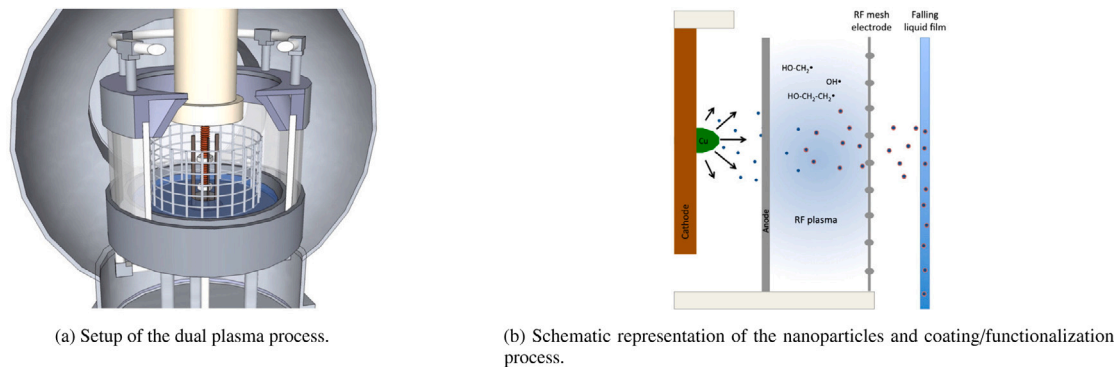 RF mesh
electrode
Falling
liquid film
HO-CH₂•
OH•
HO-CH₂-CH₂•
Cu
Cathode
Anode
RF plasma
(a) Setup of the dual plasma process.
(b) Schematic representation of the nanoparticles and coating/functionalization
process.